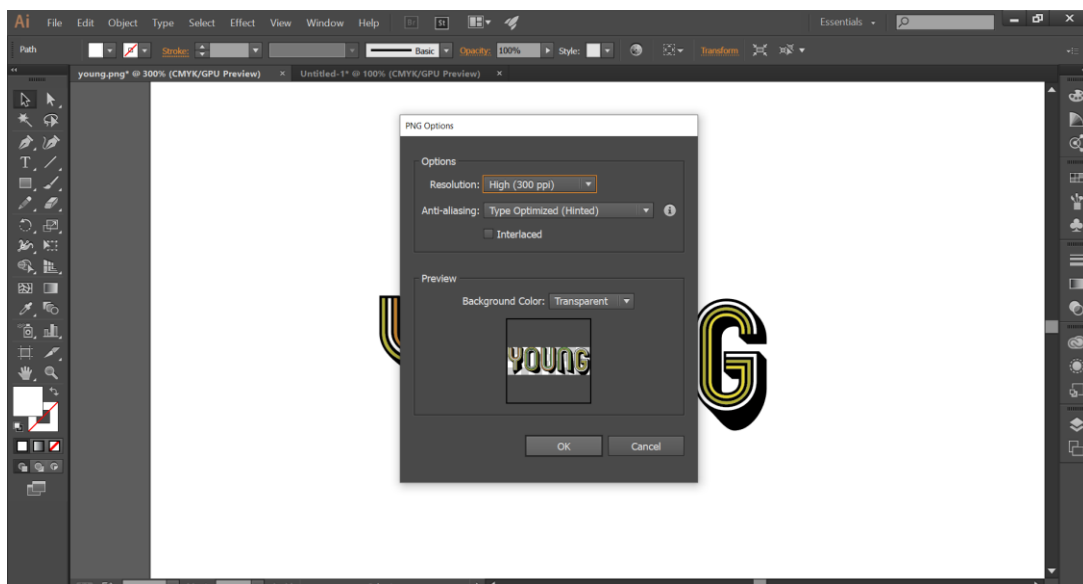 Ai File Edit Object Type Select Effect View Window Help Br St Essentials
Path Stroke: Basic Opacity: 100% Style: Transform
young.png* @ 300% (CMYK/GPU Preview) × Untitled-1* @ 100% (CMYK/GPU Preview) ×
PNG Options
Options
Resolution: High (300 ppi)
Anti-aliasing: Type Optimized (Hinted)
Interlaced
Preview
Background Color: Transparent
YOUNG
G
OK Cancel